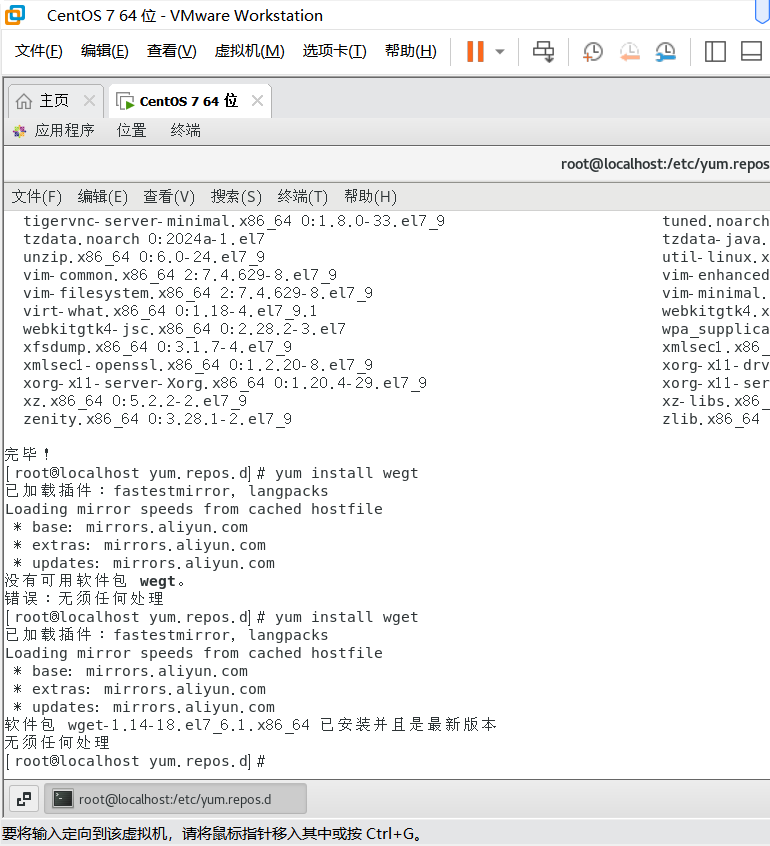 CentOS 7 64 位 - VMware Workstation
文件(F) 编辑(E) 查看(V) 虚拟机(M) 选项卡(T) 帮助(H)
主页 CentOS 7 64 位
应用程序 位置 终端
root@localhost:/etc/yum.repos
文件(F) 编辑(E) 查看(V) 搜索(S) 终端(T) 帮助(H)
tigervnc-server-minimal.x86_64 0:1.8.0-33.el7_9 tuned.noarch
tzdata.noarch 0:2024a-1.el7 tzdata-java.
unzip.x86_64 0:6.0-24.el7_9 util-linux.x
vim-common.x86_64 2:7.4.629-8.el7_9 vim-enhanced
vim-filesystem.x86_64 2:7.4.629-8.el7_9 vim-minimal.
virt-what.x86_64 0:1.18-4.el7_9.1 webkitgtk4.x
webkitgtk4-jsc.x86_64 0:2.28.2-3.el7 wpa_supplica
xfsdump.x86_64 0:3.1.7-4.el7_9 xmlsec1.x86_
xmlsec1-openssl.x86_64 0:1.2.20-8.el7_9 xorg-x11-drv
xorg-x11-server-Xorg.x86_64 0:1.20.4-29.el7_9 xorg-x11-ser
xz.x86_64 0:5.2.2-2.el7_9 xz-libs.x86_
zenity.x86_64 0:3.28.1-2.el7_9 zlib.x86_64
完毕！
[root@localhost yum.repos.d]# yum install wegt
已加载插件：fastestmirror, langpacks
Loading mirror speeds from cached hostfile
* base: mirrors.aliyun.com
* extras: mirrors.aliyun.com
* updates: mirrors.aliyun.com
没有可用软件包 wegt。
错误：无须任何处理
[root@localhost yum.repos.d]# yum install wget
已加载插件：fastestmirror, langpacks
Loading mirror speeds from cached hostfile
* base: mirrors.aliyun.com
* extras: mirrors.aliyun.com
* updates: mirrors.aliyun.com
软件包 wget-1.14-18.el7_6.1.x86_64 已安装并且是最新版本
无须任何处理
[root@localhost yum.repos.d]#
root@localhost:/etc/yum.repos.d
要将输入定向到该虚拟机，请将鼠标指针移入其中或按 Ctrl+G。